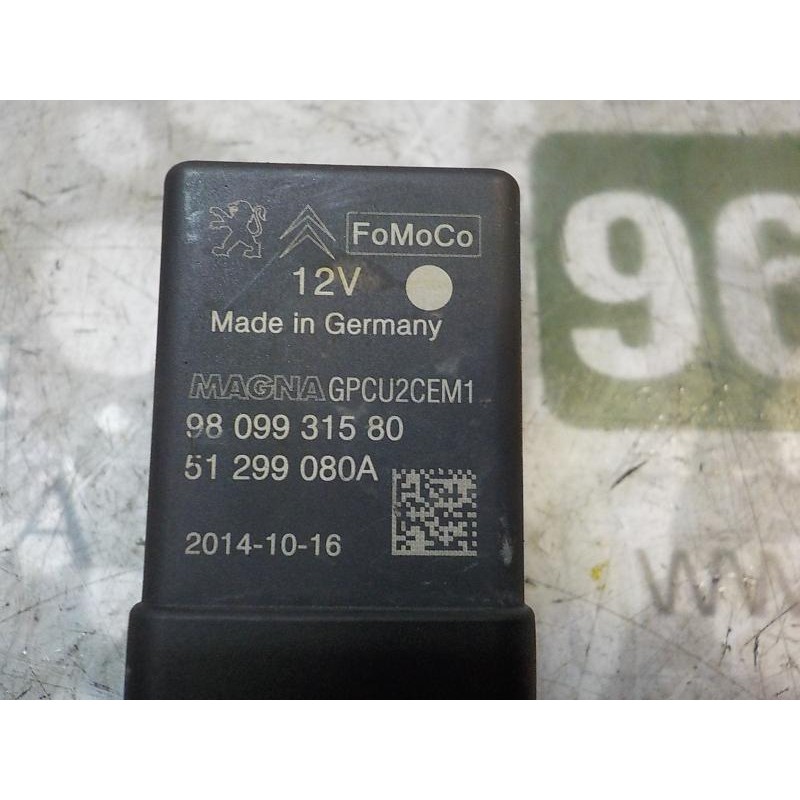 FoMoCo
12V
Made in Germany
MAGNA GPCU2CEM1
98 099 315 80
51 299 080A
2014-10-16
96